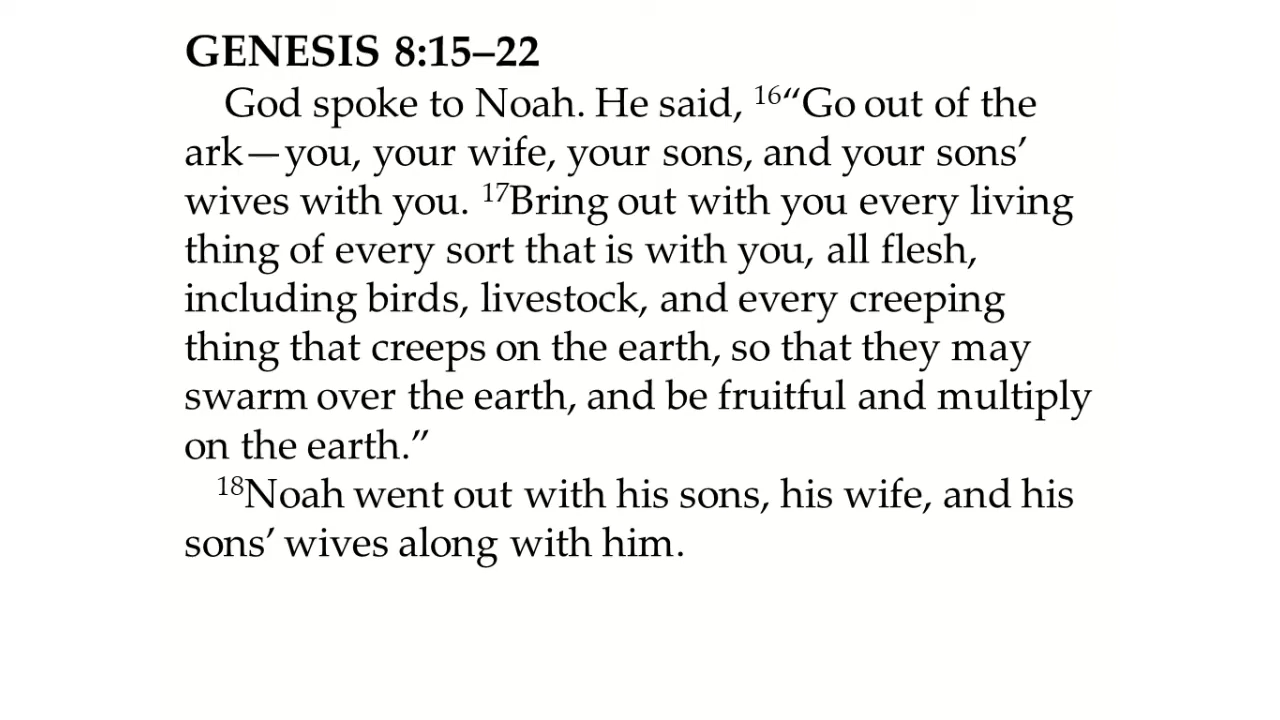 GENESIS 8:15–22
God spoke to Noah. He said, ¹⁶“Go out of the
ark—you, your wife, your sons, and your sons’
wives with you. ¹⁷Bring out with you every living
thing of every sort that is with you, all flesh,
including birds, livestock, and every creeping
thing that creeps on the earth, so that they may
swarm over the earth, and be fruitful and multiply
on the earth.”
¹⁸Noah went out with his sons, his wife, and his
sons’ wives along with him.